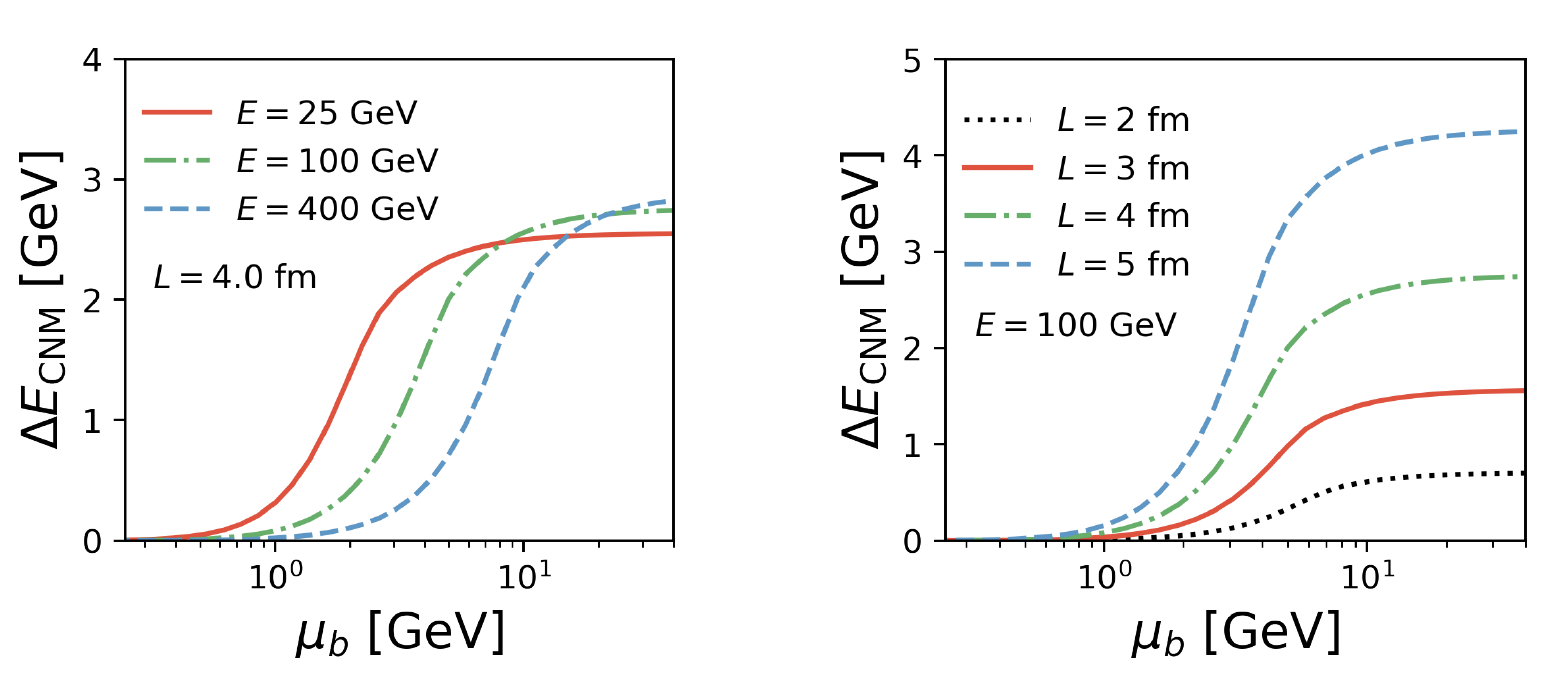 4
3
2
1
0
ΔE_CNM [GeV]
E = 25 GeV
E = 100 GeV
E = 400 GeV
L = 4.0 fm
10^0
10^1
μ_b [GeV]
5
4
3
2
1
0
ΔE_CNM [GeV]
L = 2 fm
L = 3 fm
L = 4 fm
L = 5 fm
E = 100 GeV
10^0
10^1
μ_b [GeV]